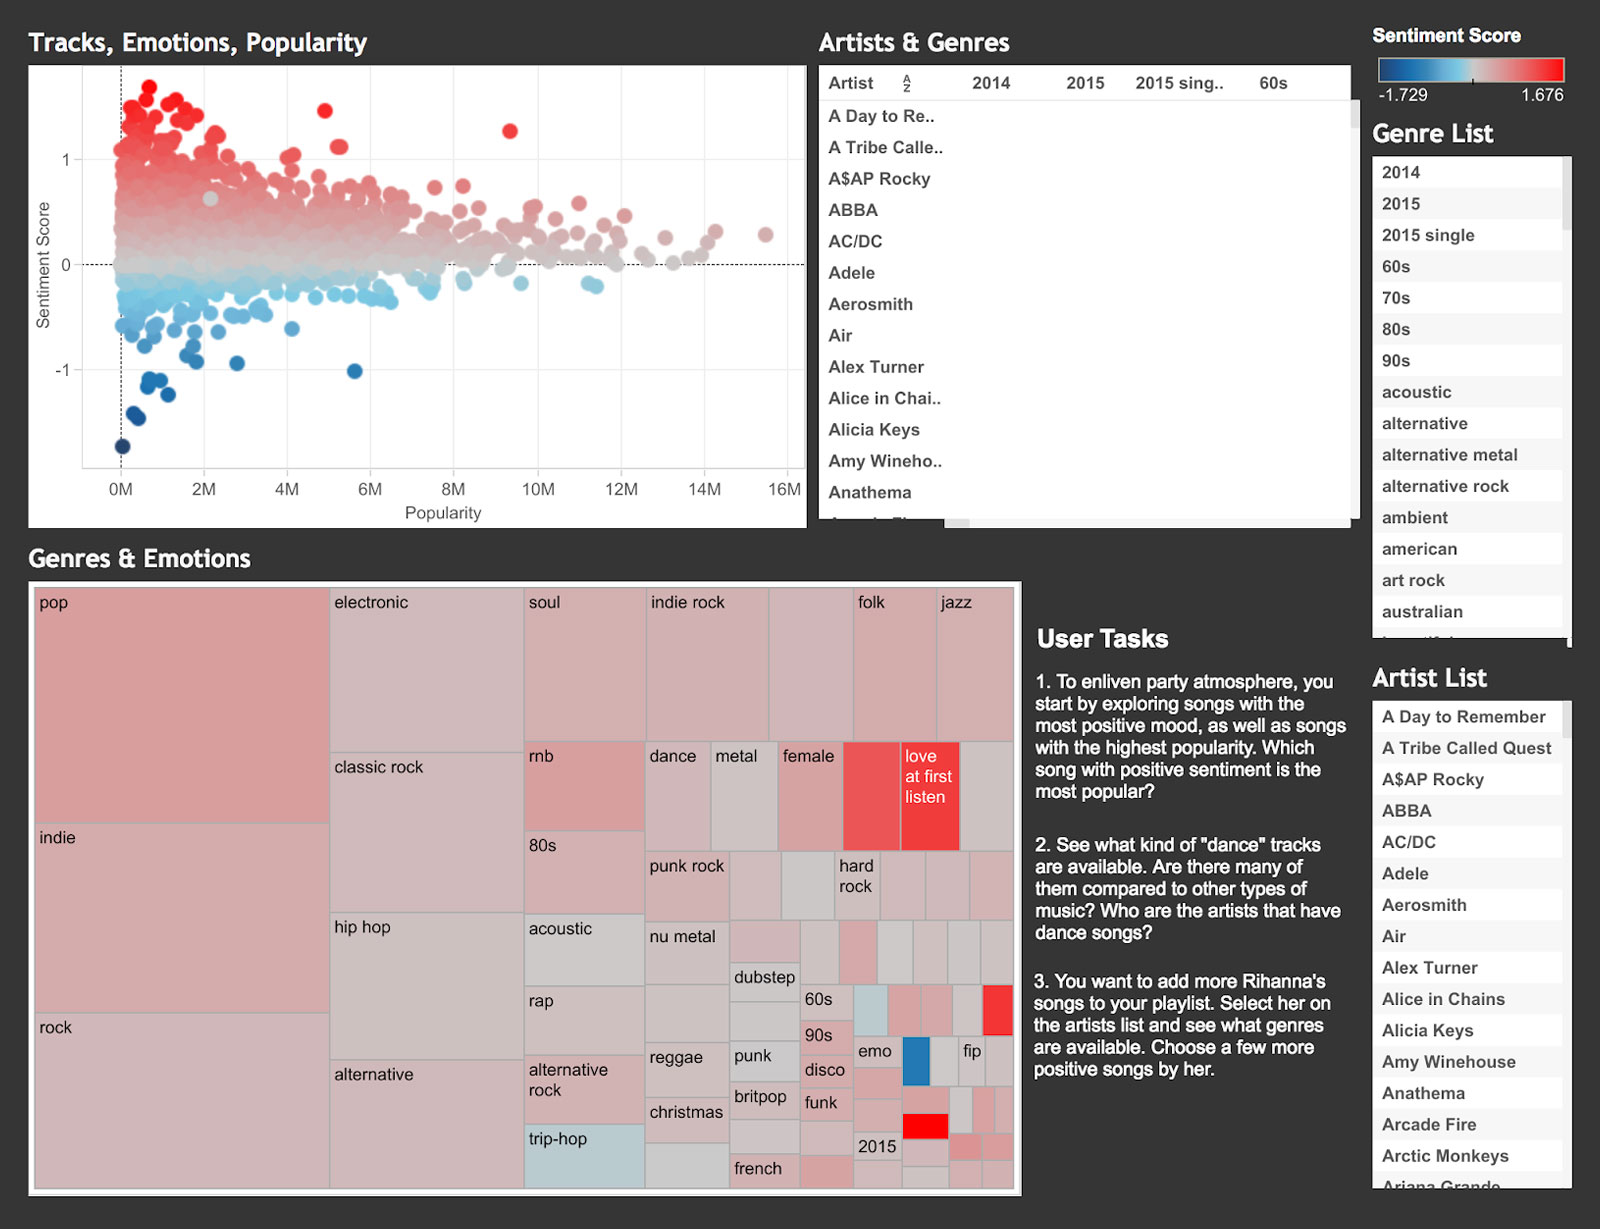 Tracks, Emotions, Popularity
1
0
-1
Sentiment Score
0M 2M 4M 6M 8M 10M 12M 14M 16M
Popularity
Artists & Genres
Artist AZ 2014 2015 2015 sing.. 60s
A Day to Re..
A Tribe Calle..
A$AP Rocky
ABBA
AC/DC
Adele
Aerosmith
Air
Alex Turner
Alice in Chai..
Alicia Keys
Amy Wineho..
Anathema
Sentiment Score
-1.729 1.676
Genre List
2014
2015
2015 single
60s
70s
80s
90s
acoustic
alternative
alternative metal
alternative rock
ambient
american
art rock
australian
Genres & Emotions
pop
indie
rock
electronic
classic rock
hip hop
alternative
soul
rnb
80s
acoustic
rap
alternative
rock
trip-hop
indie rock
folk
jazz
dance
metal
female
love
at first
listen
punk rock
hard
rock
nu metal
dubstep
60s
90s
reggae
punk
disco
emo
fip
britpop
funk
christmas
2015
french
User Tasks
1. To enliven party atmosphere, you
start by exploring songs with the
most positive mood, as well as songs
with the highest popularity. Which
song with positive sentiment is the
most popular?
2. See what kind of "dance" tracks
are available. Are there many of
them compared to other types of
music? Who are the artists that have
dance songs?
3. You want to add more Rihanna's
songs to your playlist. Select her on
the artists list and see what genres
are available. Choose a few more
positive songs by her.
Artist List
A Day to Remember
A Tribe Called Quest
A$AP Rocky
ABBA
AC/DC
Adele
Aerosmith
Air
Alex Turner
Alice in Chains
Alicia Keys
Amy Winehouse
Anathema
Arcade Fire
Arctic Monkeys
Ariana Grande